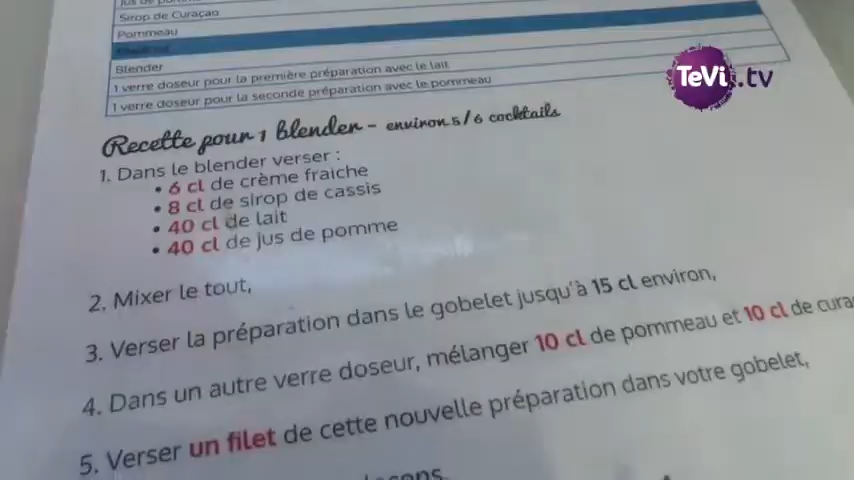 Jus de pomme
Sirop de Curaçao
Pommeau
Blender
1 verre doseur pour la première préparation avec le lait
1 verre doseur pour la seconde préparation avec le pommeau
TeVi.tv
Recette pour 1 blender - environ 5/6 cocktails
1. Dans le blender verser :
• 6 cl de crème fraiche
• 8 cl de sirop de cassis
• 40 cl de lait
• 40 cl de jus de pomme
2. Mixer le tout,
3. Verser la préparation dans le gobelet jusqu'à 15 cl environ,
4. Dans un autre verre doseur, mélanger 10 cl de pommeau et 10 cl de cura
5. Verser un filet de cette nouvelle préparation dans votre gobelet,